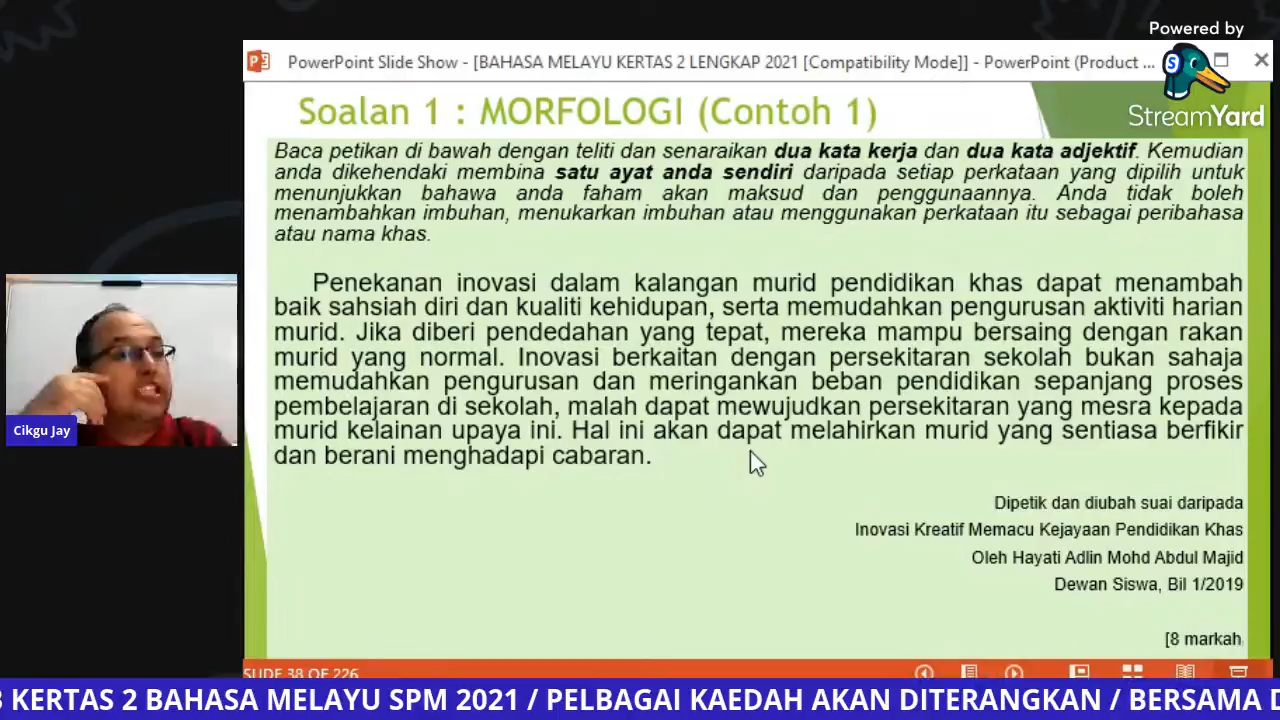 Powered by
StreamYard
PowerPoint Slide Show - [BAHASA MELAYU KERTAS 2 LENGKAP 2021 [Compatibility Mode]] - PowerPoint (Product ...
Soalan 1 : MORFOLOGI (Contoh 1)
Baca petikan di bawah dengan teliti dan senaraikan dua kata kerja dan dua kata adjektif. Kemudian
anda dikehendaki membina satu ayat anda sendiri daripada setiap perkataan yang dipilih untuk
menunjukkan bahawa anda faham akan maksud dan penggunaannya. Anda tidak boleh
menambahkan imbuhan, menukarkan imbuhan atau menggunakan perkataan itu sebagai peribahasa
atau nama khas.
Penekanan inovasi dalam kalangan murid pendidikan khas dapat menambah
baik sahsiah diri dan kualiti kehidupan, serta memudahkan pengurusan aktiviti harian
murid. Jika diberi pendedahan yang tepat, mereka mampu bersaing dengan rakan
murid yang normal. Inovasi berkaitan dengan persekitaran sekolah bukan sahaja
memudahkan pengurusan dan meringankan beban pendidikan sepanjang proses
pembelajaran di sekolah, malah dapat mewujudkan persekitaran yang mesra kepada
murid kelainan upaya ini. Hal ini akan dapat melahirkan murid yang sentiasa berfikir
dan berani menghadapi cabaran.
Dipetik dan diubah suai daripada
Inovasi Kreatif Memacu Kejayaan Pendidikan Khas
Oleh Hayati Adlin Mohd Abdul Majid
Dewan Siswa, Bil 1/2019
[8 markah
Cikgu Jay
SLIDE 38 OF 226
3 KERTAS 2 BAHASA MELAYU SPM 2021 / PELBAGAI KAEDAH AKAN DITERANGKAN / BERSAMA D